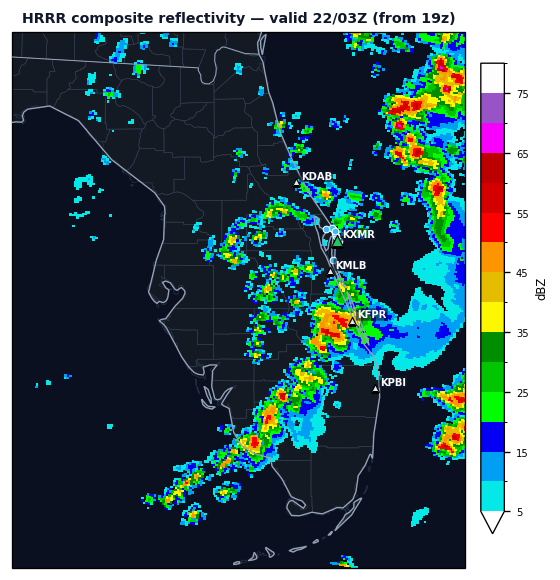 HRRR composite reflectivity — valid 22/03Z (from 19z)
KDAB
KXMR
KMLB
KFPR
KPBI
75
65
55
45
35
25
15
5
dBZ